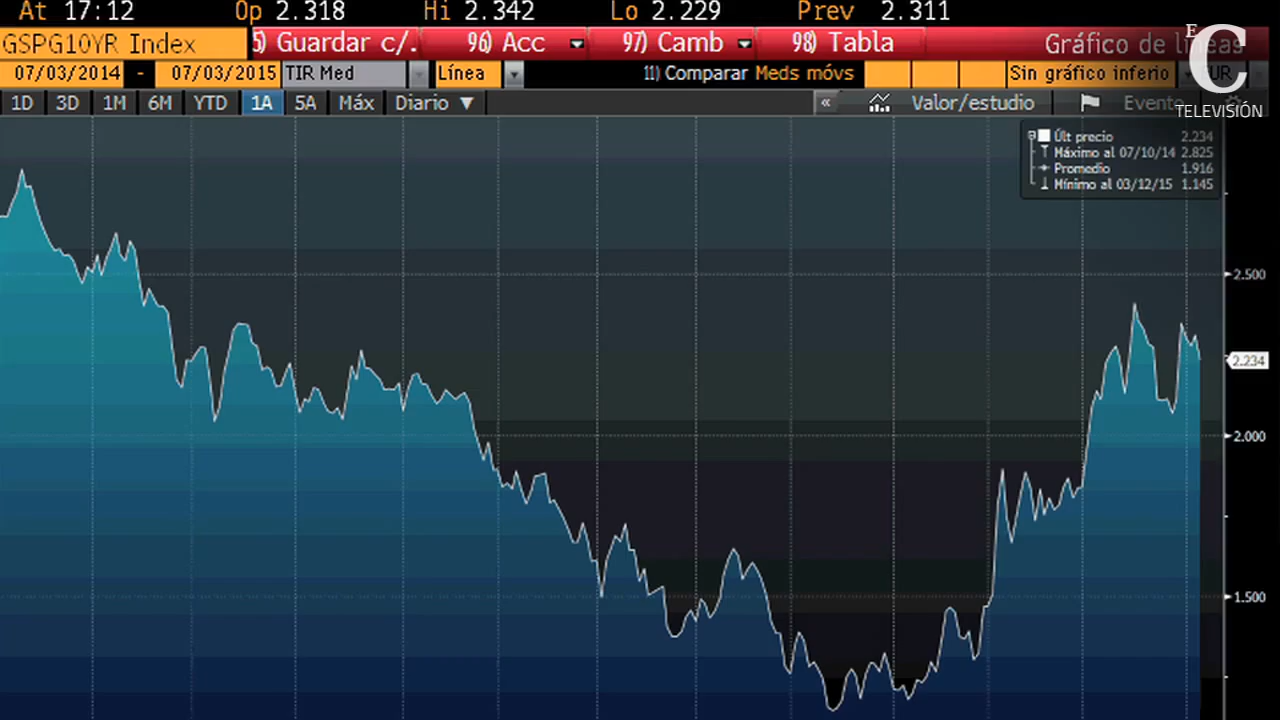 At 17:12 Op 2.318 Hi 2.342 Lo 2.229 Prev 2.311
GSPG10YR Index 5) Guardar c/. 96) Acc 97) Camb 98) Tabla Gráfico de líneas
07/03/2014 - 07/03/2015 TIR Med Línea 11) Comparar Meds móvs Sin gráfico inferio EUR
1D 3D 1M 6M YTD 1A 5A Máx Diario ▼ « Valor/estudio Evento
E C
TELEVISIÓN
Últ precio 2.234
Máximo al 07/10/14 2.825
Promedio 1.916
Mínimo al 03/12/15 1.145
2.500
2.234
2.000
1.500